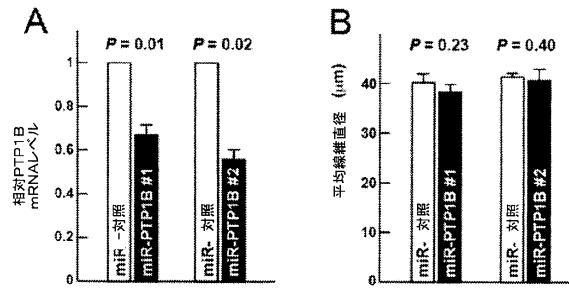 A
P = 0.01
P = 0.02
相対PTP1B
mRNAレベル
1
0.8
0.6
0.4
0.2
0
miR -対照
miR-PTP1B #1
miR- 対照
miR-PTP1B #2
B
P = 0.23
P = 0.40
平均線維直径 (μm)
40
20
0
miR- 対照
miR-PTP1B #1
miR- 対照
miR-PTP1B #2